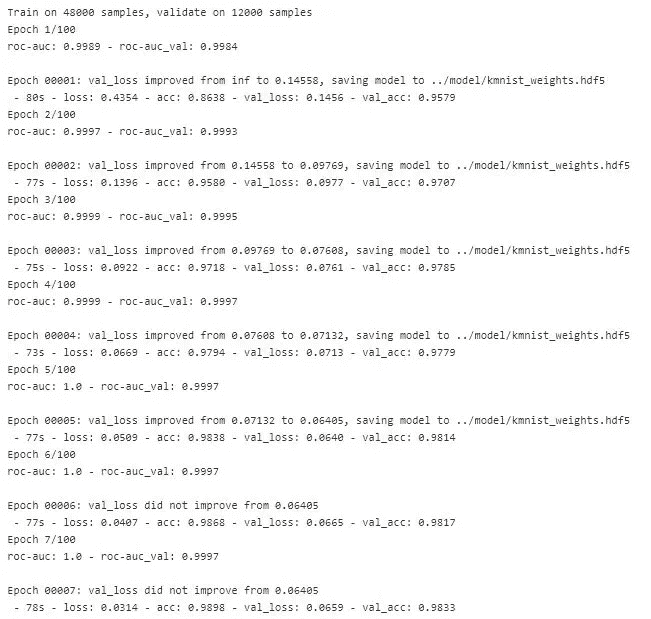 Train on 48000 samples, validate on 12000 samples
Epoch 1/100
roc-auc: 0.9989 - roc-auc_val: 0.9984
Epoch 00001: val_loss improved from inf to 0.14558, saving model to ../model/kmnist_weights.hdf5
- 80s - loss: 0.4354 - acc: 0.8638 - val_loss: 0.1456 - val_acc: 0.9579
Epoch 2/100
roc-auc: 0.9997 - roc-auc_val: 0.9993
Epoch 00002: val_loss improved from 0.14558 to 0.09769, saving model to ../model/kmnist_weights.hdf5
- 77s - loss: 0.1396 - acc: 0.9580 - val_loss: 0.0977 - val_acc: 0.9707
Epoch 3/100
roc-auc: 0.9999 - roc-auc_val: 0.9995
Epoch 00003: val_loss improved from 0.09769 to 0.07608, saving model to ../model/kmnist_weights.hdf5
- 75s - loss: 0.0922 - acc: 0.9718 - val_loss: 0.0761 - val_acc: 0.9785
Epoch 4/100
roc-auc: 0.9999 - roc-auc_val: 0.9997
Epoch 00004: val_loss improved from 0.07608 to 0.07132, saving model to ../model/kmnist_weights.hdf5
- 73s - loss: 0.0669 - acc: 0.9794 - val_loss: 0.0713 - val_acc: 0.9779
Epoch 5/100
roc-auc: 1.0 - roc-auc_val: 0.9997
Epoch 00005: val_loss improved from 0.07132 to 0.06405, saving model to ../model/kmnist_weights.hdf5
- 77s - loss: 0.0509 - acc: 0.9838 - val_loss: 0.0640 - val_acc: 0.9814
Epoch 6/100
roc-auc: 1.0 - roc-auc_val: 0.9997
Epoch 00006: val_loss did not improve from 0.06405
- 77s - loss: 0.0407 - acc: 0.9868 - val_loss: 0.0665 - val_acc: 0.9817
Epoch 7/100
roc-auc: 1.0 - roc-auc_val: 0.9997
Epoch 00007: val_loss did not improve from 0.06405
- 78s - loss: 0.0314 - acc: 0.9898 - val_loss: 0.0659 - val_acc: 0.9833